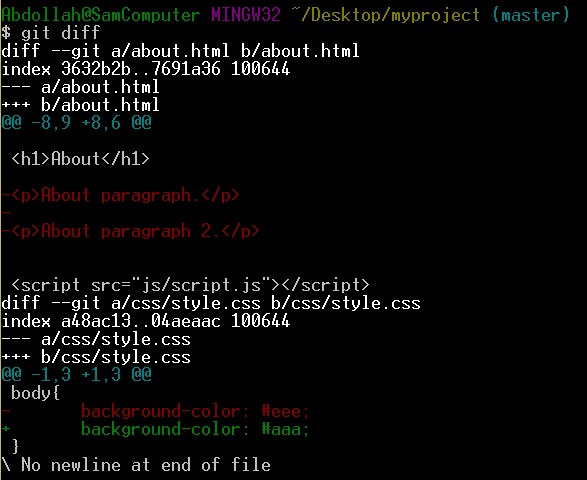 Abdollah@SamComputer MINGW32 ~/Desktop/myproject (master)
$ git diff
diff --git a/about.html b/about.html
index 3632b2b..7691a36 100644
--- a/about.html
+++ b/about.html
@@ -8,9 +8,6 @@
 <h1>About</h1>
-<p>About paragraph.</p>
-
-<p>About paragraph 2.</p>
 <script src="js/script.js"></script>
diff --git a/css/style.css b/css/style.css
index a48ac13..04aeaac 100644
--- a/css/style.css
+++ b/css/style.css
@@ -1,3 +1,3 @@
 body{
-       background-color: #eee;
+       background-color: #aaa;
 }
\ No newline at end of file